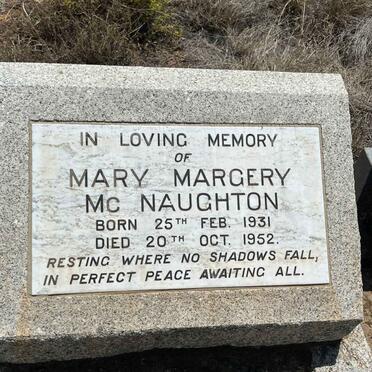 IN LOVING MEMORY
OF
MARY MARGERY
Mc NAUGHTON
BORN 25TH FEB. 1931
DIED 20TH OCT. 1952.
RESTING WHERE NO SHADOWS FALL,
IN PERFECT PEACE AWAITING ALL.